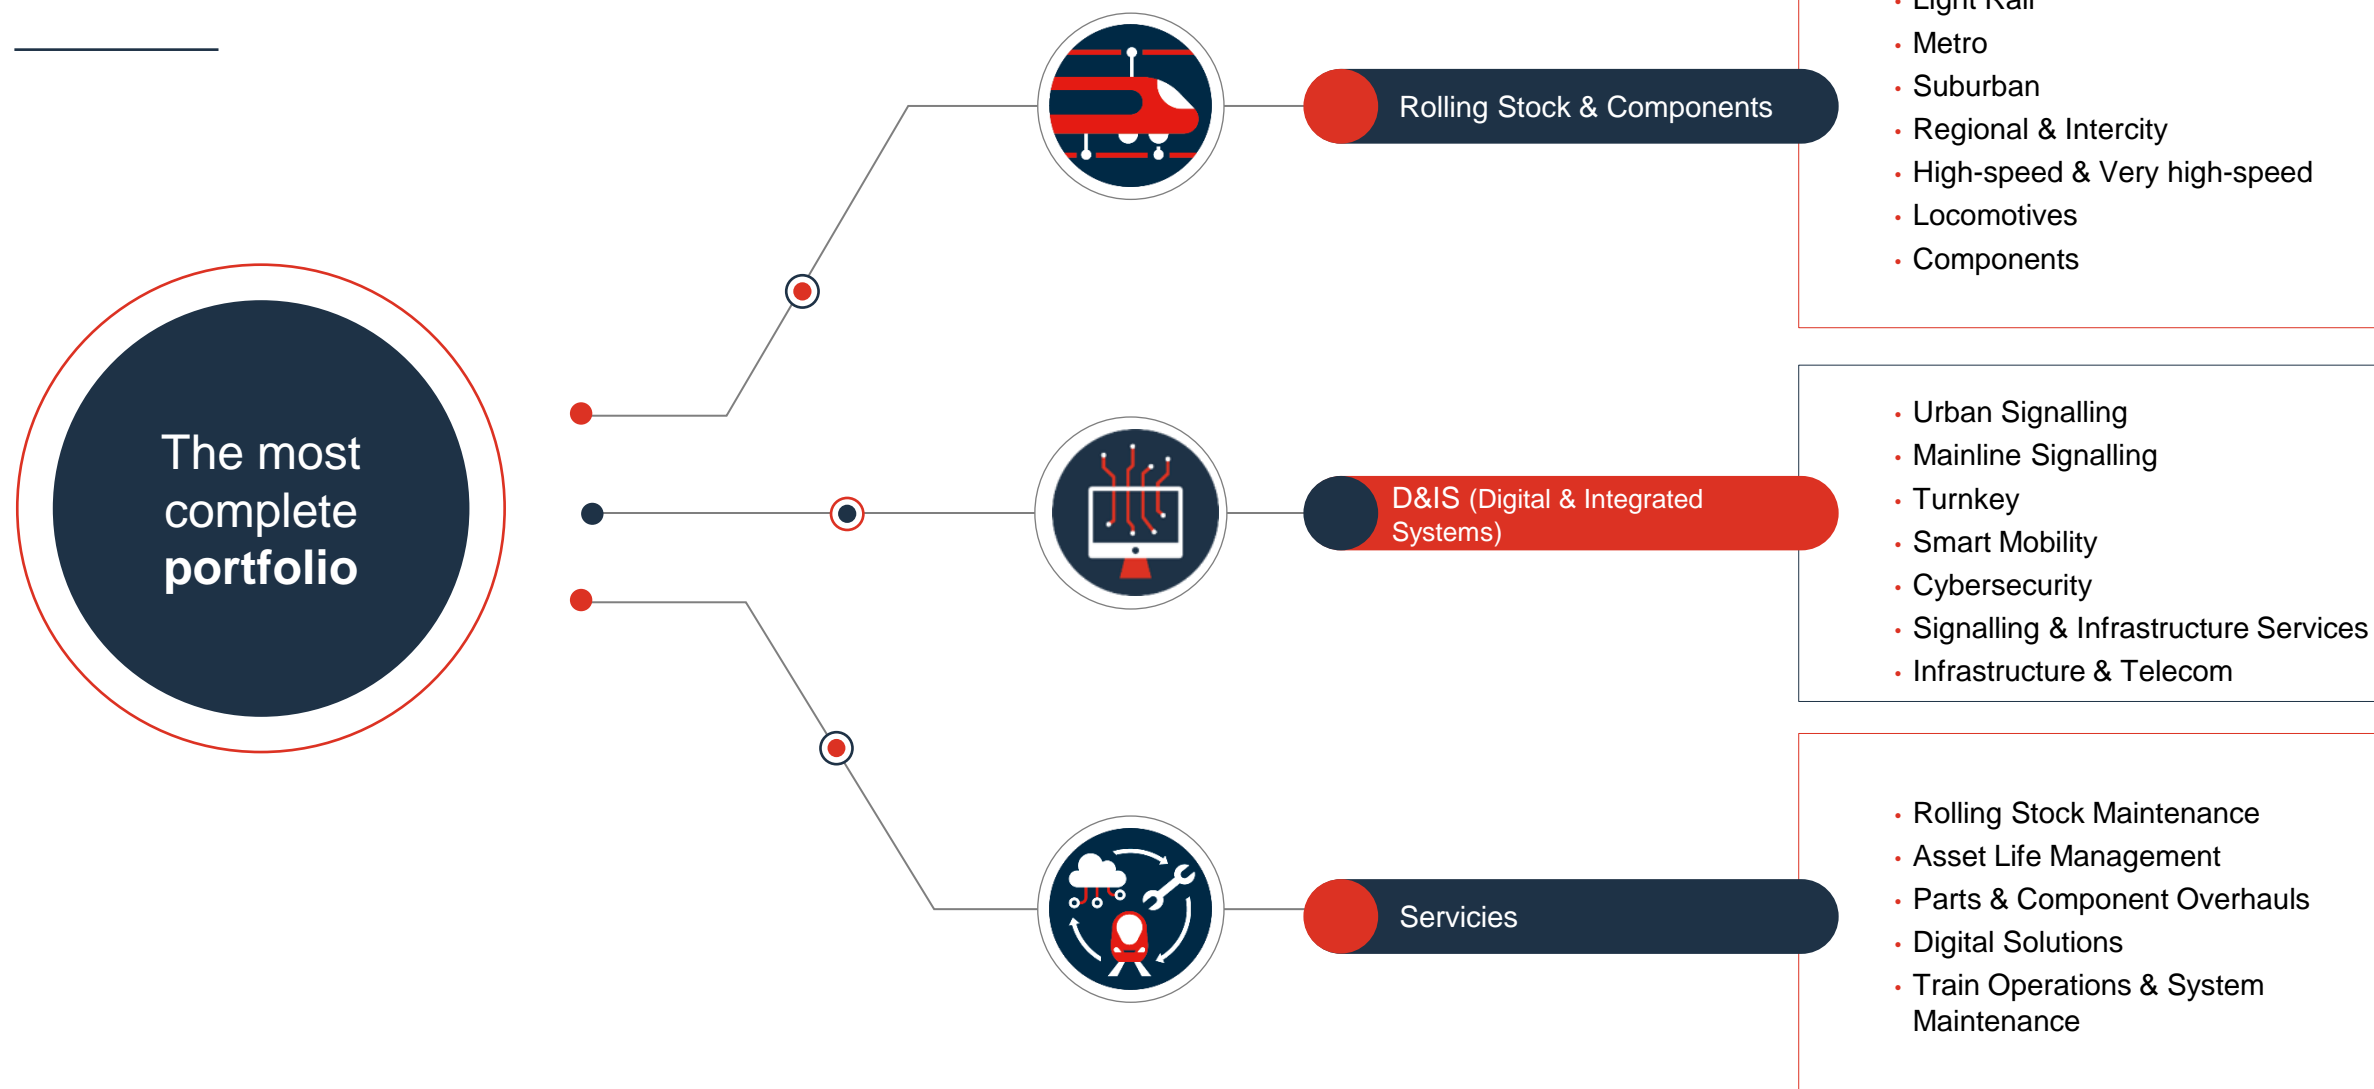 The most
complete
portfolio
Rolling Stock & Components
• Light Rail
• Metro
• Suburban
• Regional & Intercity
• High-speed & Very high-speed
• Locomotives
• Components
D&IS (Digital & Integrated
Systems)
• Urban Signalling
• Mainline Signalling
• Turnkey
• Smart Mobility
• Cybersecurity
• Signalling & Infrastructure Services
• Infrastructure & Telecom
Servicies
• Rolling Stock Maintenance
• Asset Life Management
• Parts & Component Overhauls
• Digital Solutions
• Train Operations & System
Maintenance